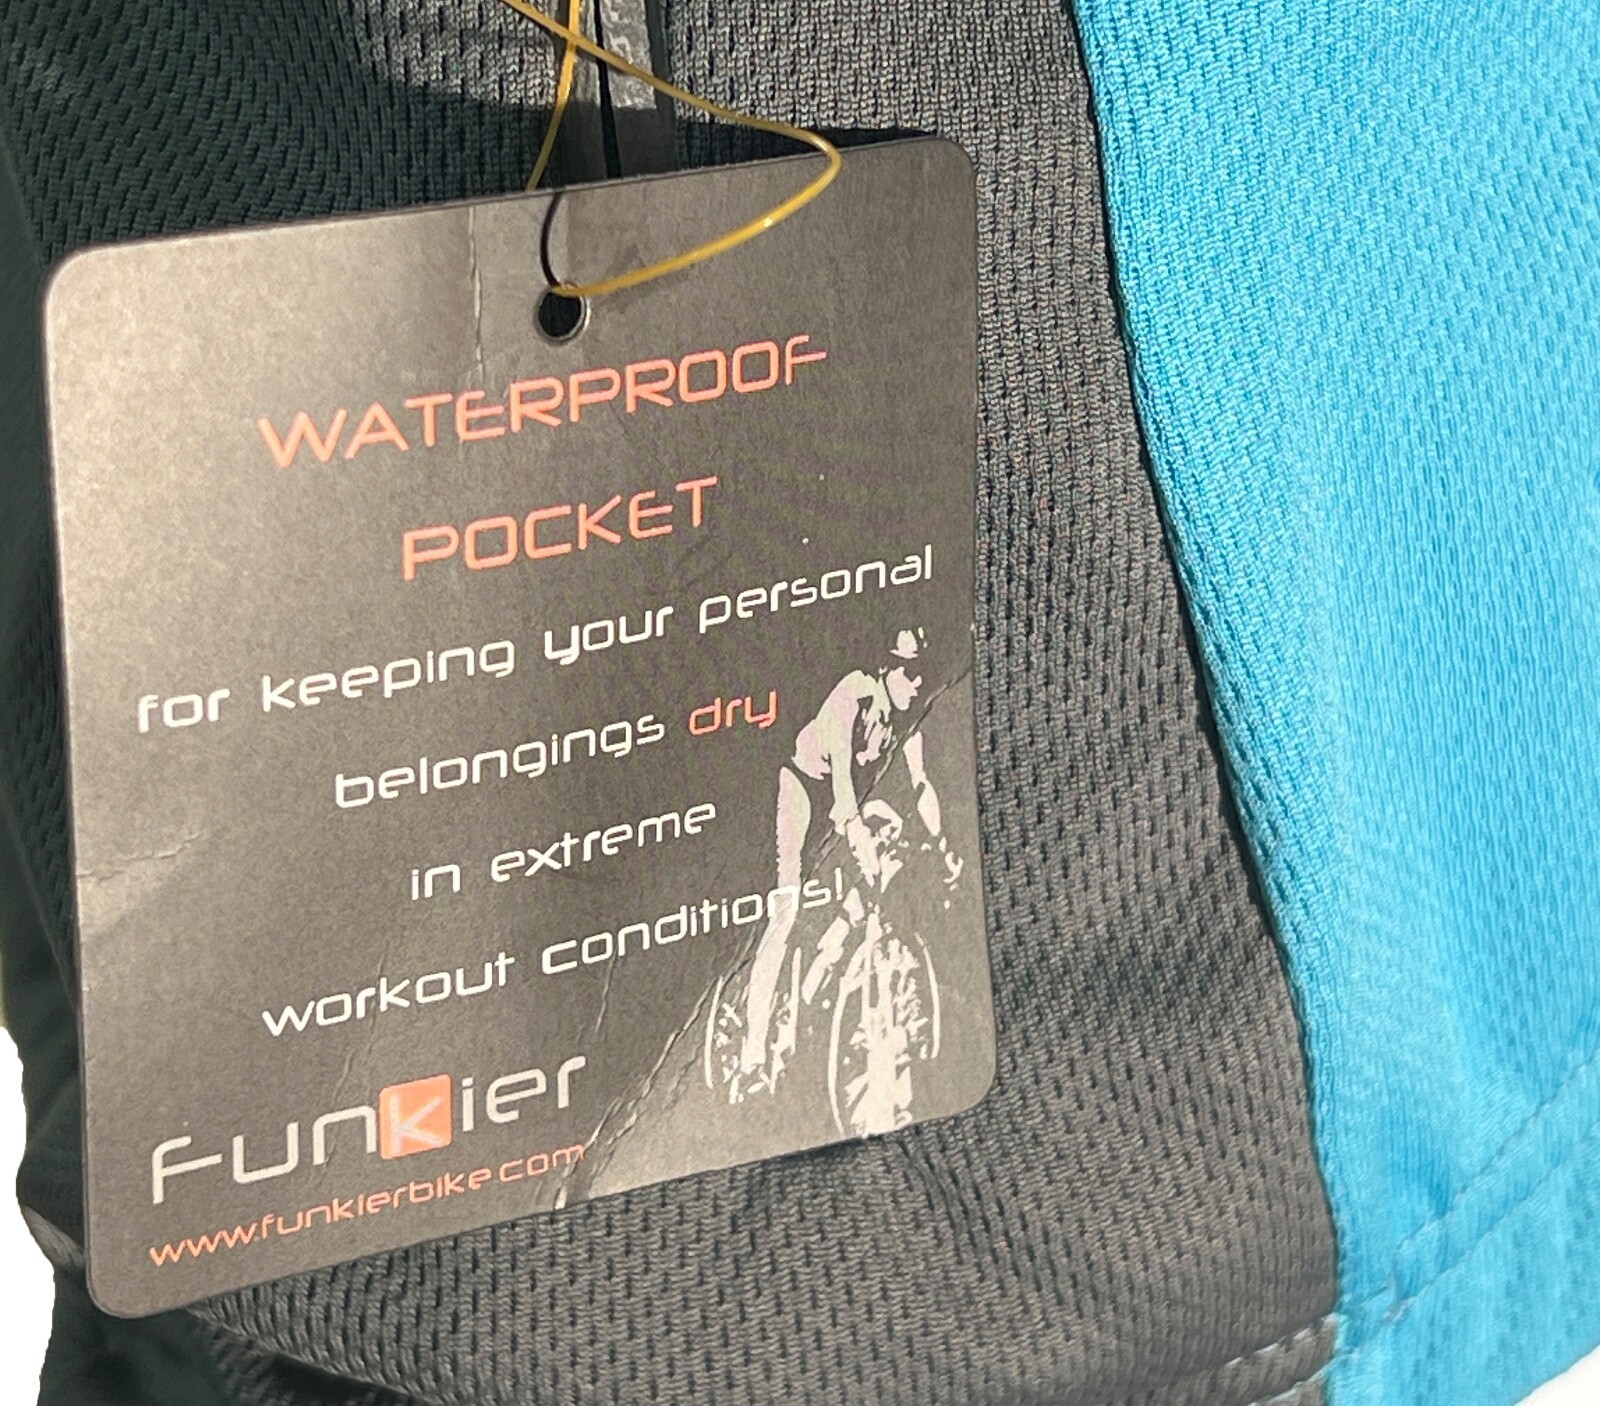 WATERPROOF
POCKET
for keeping your personal
belongings dry
in extreme
workout conditions!
Funkier
www.funkierbike.com